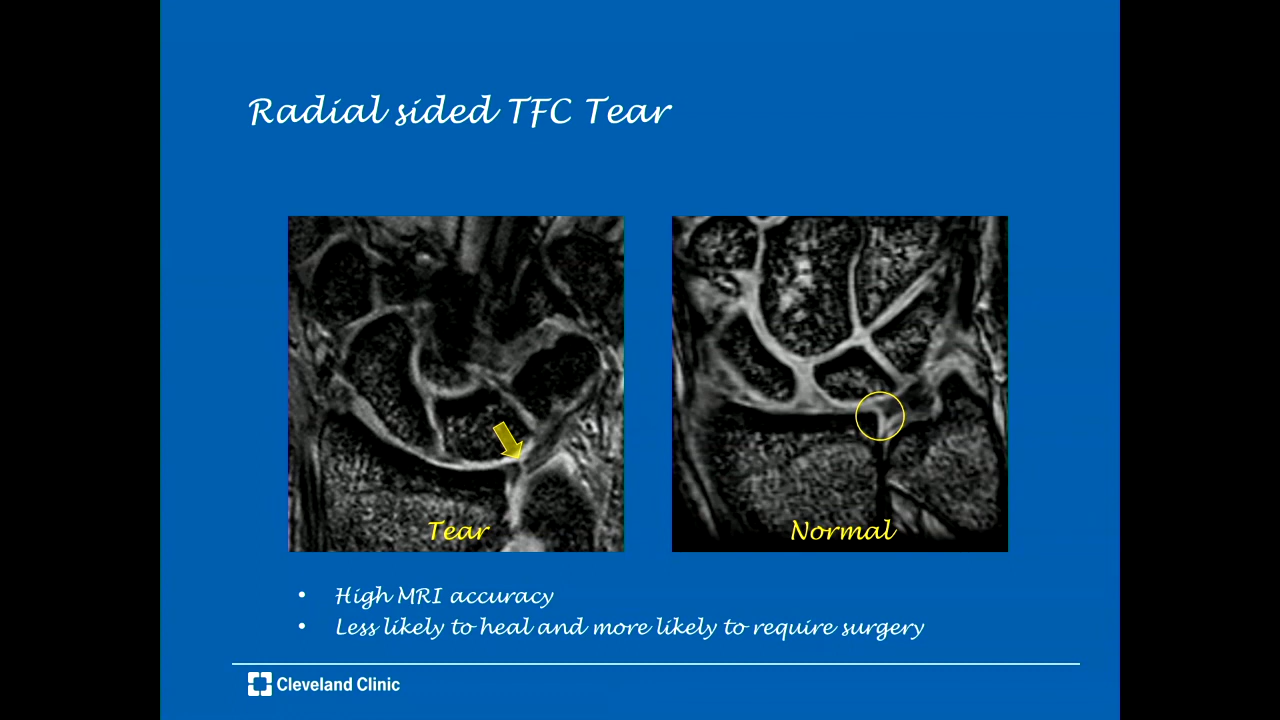 Radial sided TFC Tear
Tear
Normal
• High MRI accuracy
• Less likely to heal and more likely to require surgery
Cleveland Clinic